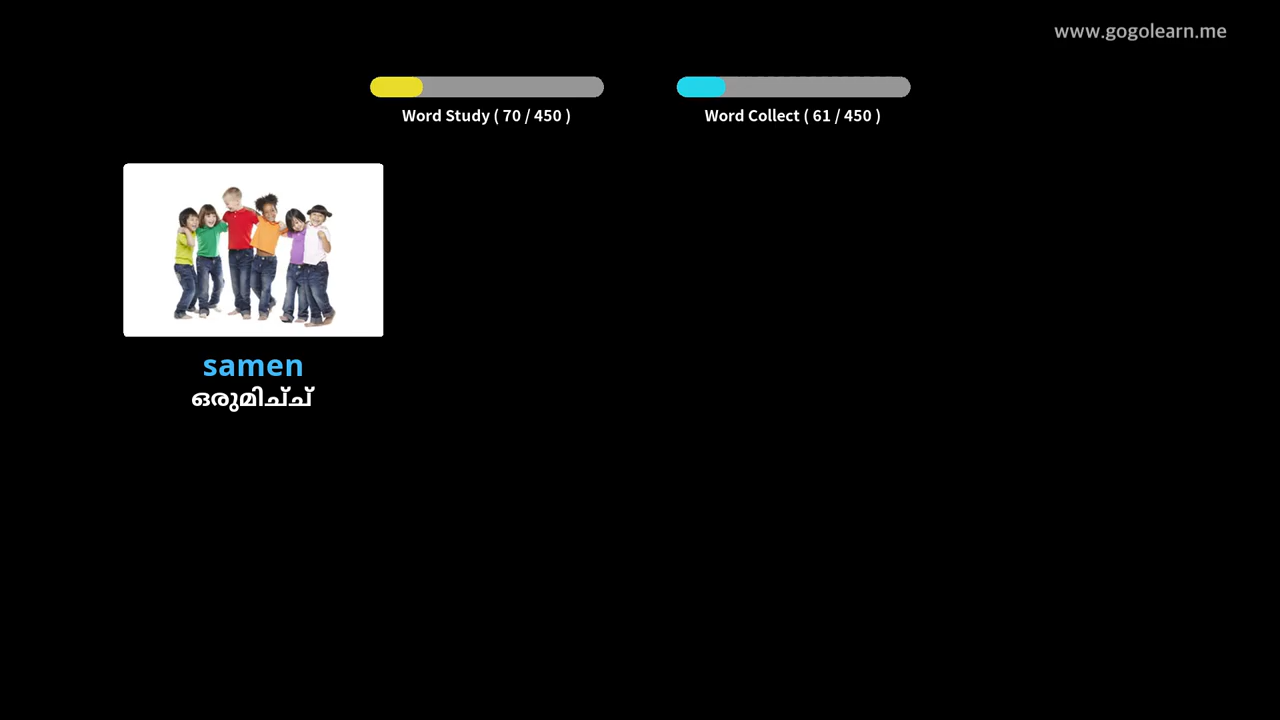 www.gogolearn.me
Word Study ( 70 / 450 )
Word Collect ( 61 / 450 )
samen
ഒരുമിച്ച്